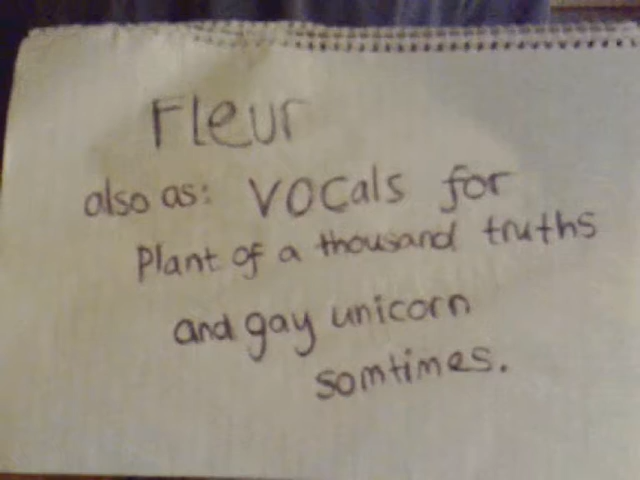 Fleur
also as: vocals for
Plant of a thousand truths
and gay unicorn
somtimes.